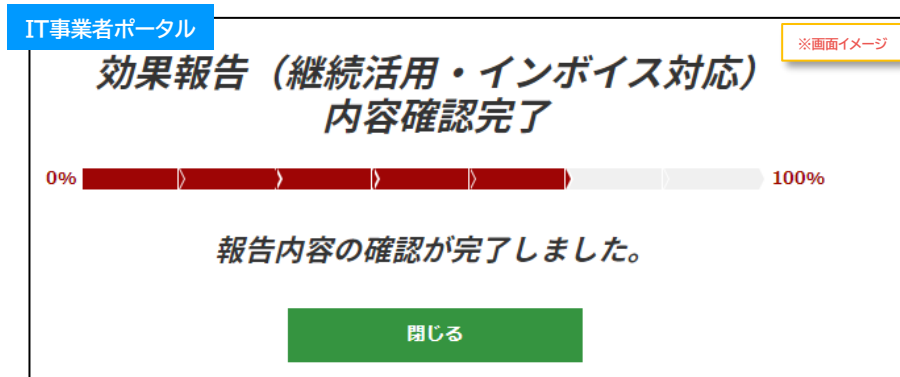 IT事業者ポータル
※画面イメージ
効果報告（継続活用・インボイス対応）
内容確認完了
0%
100%
報告内容の確認が完了しました。
閉じる